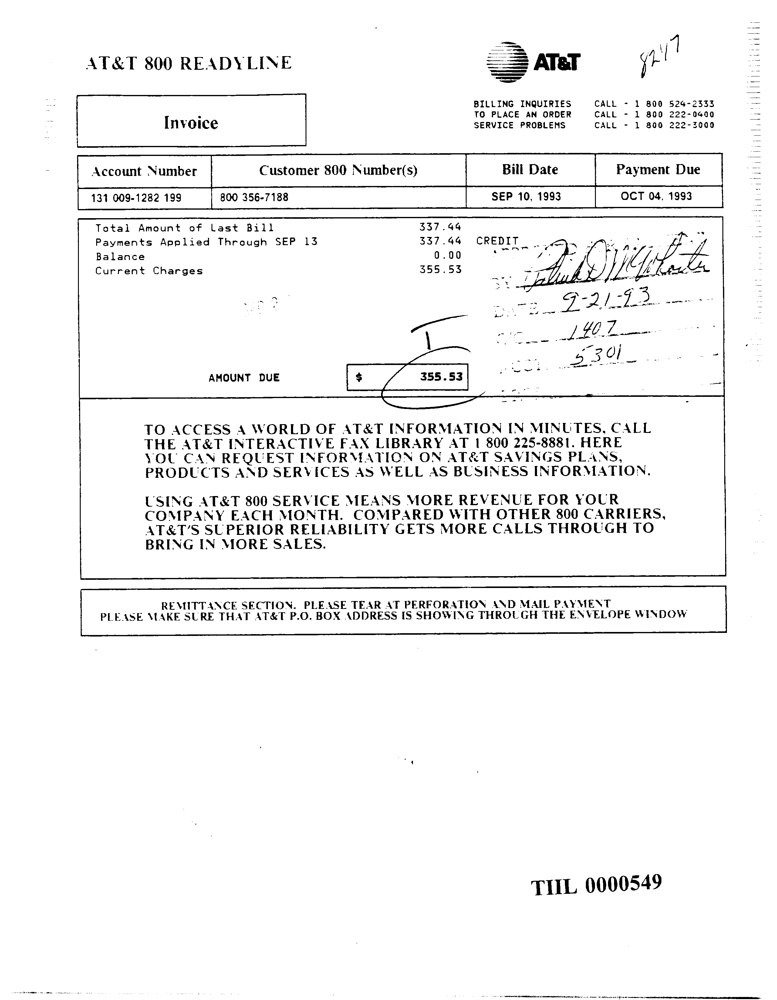 AT&T 800 READYLINE
AT&T
8247
BILLING INQUIRIES CALL - 1 800 524-2333
TO PLACE AN ORDER CALL - 1 800 222-0400
SERVICE PROBLEMS CALL - 1 800 222-3000
Invoice
Account Number Customer 800 Number(s) Bill Date Payment Due
131 009-1282 199 800 356-7188 SEP 10, 1993 OCT 04, 1993
Total Amount of Last Bill 337.44
Payments Applied Through SEP 13 337.44 CREDIT
Balance 0.00
Current Charges 355.53
BY
DATE 9-21-93
1407
5301
AMOUNT DUE $ 355.53
TO ACCESS A WORLD OF AT&T INFORMATION IN MINUTES, CALL
THE AT&T INTERACTIVE FAX LIBRARY AT 1 800 225-8881. HERE
YOU CAN REQUEST INFORMATION ON AT&T SAVINGS PLANS,
PRODUCTS AND SERVICES AS WELL AS BUSINESS INFORMATION.
USING AT&T 800 SERVICE MEANS MORE REVENUE FOR YOUR
COMPANY EACH MONTH. COMPARED WITH OTHER 800 CARRIERS,
AT&T'S SUPERIOR RELIABILITY GETS MORE CALLS THROUGH TO
BRING IN MORE SALES.
REMITTANCE SECTION. PLEASE TEAR AT PERFORATION AND MAIL PAYMENT
PLEASE MAKE SURE THAT AT&T P.O. BOX ADDRESS IS SHOWING THROUGH THE ENVELOPE WINDOW
TIIL 0000549